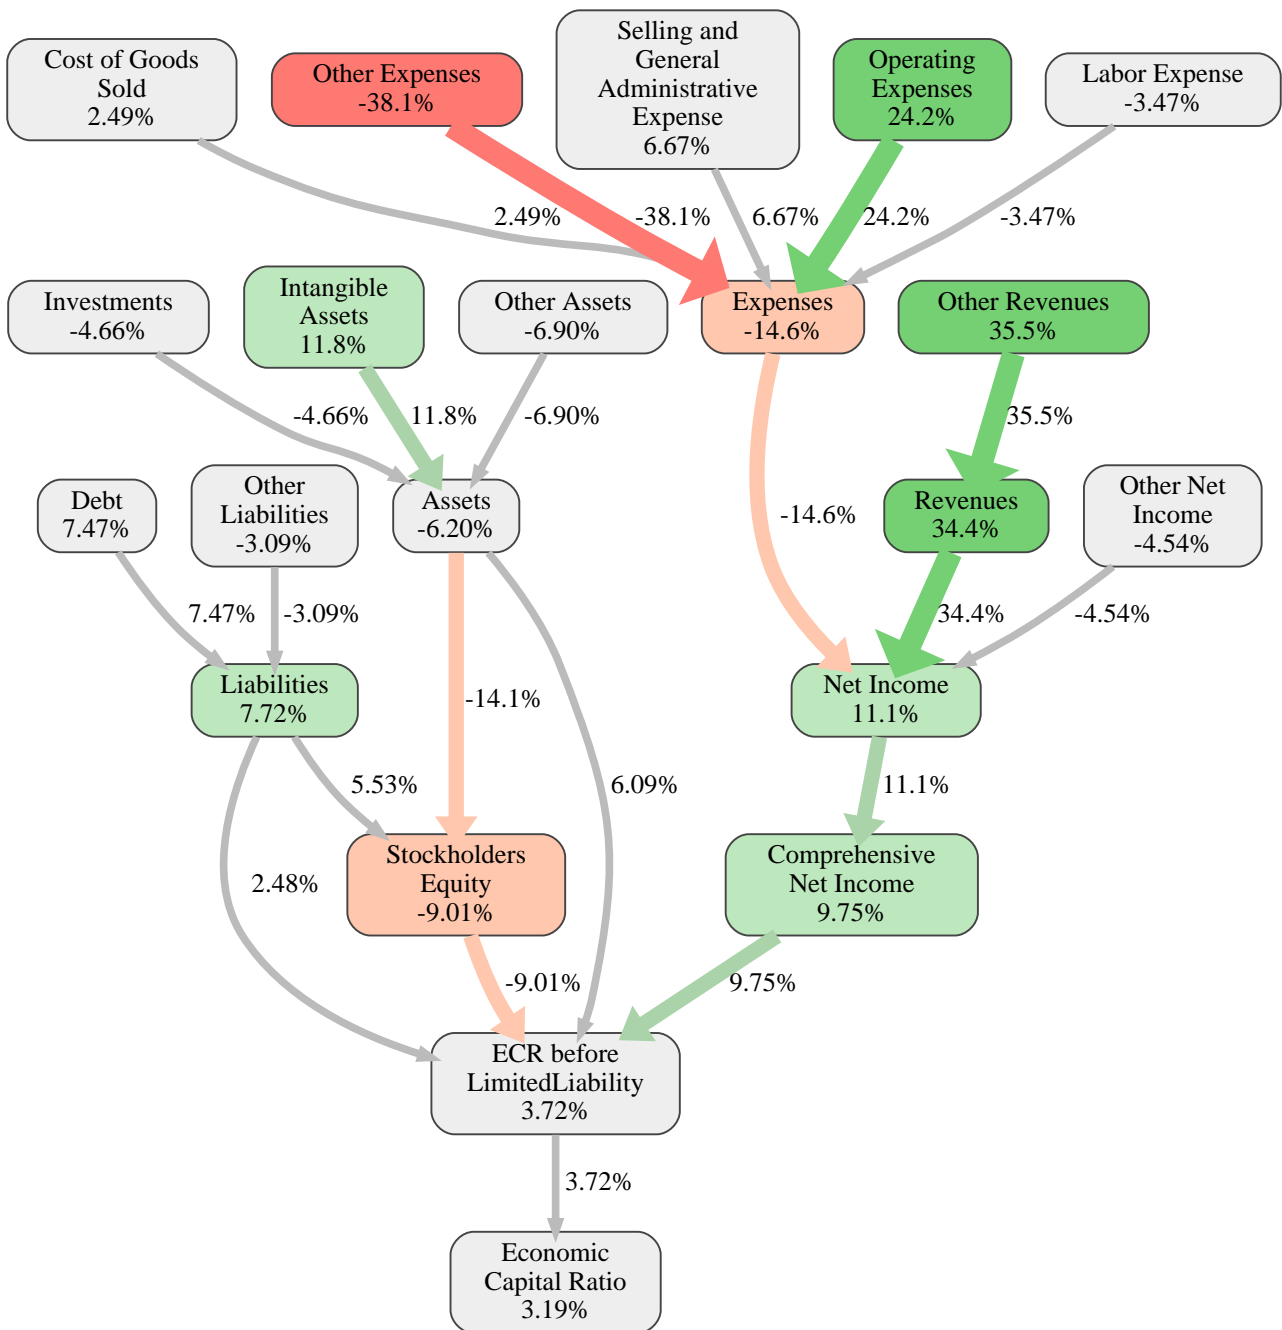 Cost of Goods
Sold
2.49%
Other Expenses
-38.1%
Selling and
General
Administrative
Expense
6.67%
Operating
Expenses
24.2%
Labor Expense
-3.47%
2.49%
-38.1%
6.67%
24.2%
-3.47%
Investments
-4.66%
Intangible
Assets
11.8%
Other Assets
-6.90%
Expenses
-14.6%
Other Revenues
35.5%
-4.66%
11.8%
-6.90%
35.5%
Debt
7.47%
Other
Liabilities
-3.09%
Assets
-6.20%
-14.6%
Revenues
34.4%
Other Net
Income
-4.54%
7.47%
-3.09%
34.4%
-4.54%
Liabilities
7.72%
-14.1%
Net Income
11.1%
5.53%
6.09%
11.1%
2.48%
Stockholders
Equity
-9.01%
Comprehensive
Net Income
9.75%
-9.01%
9.75%
ECR before
LimitedLiability
3.72%
3.72%
Economic
Capital Ratio
3.19%